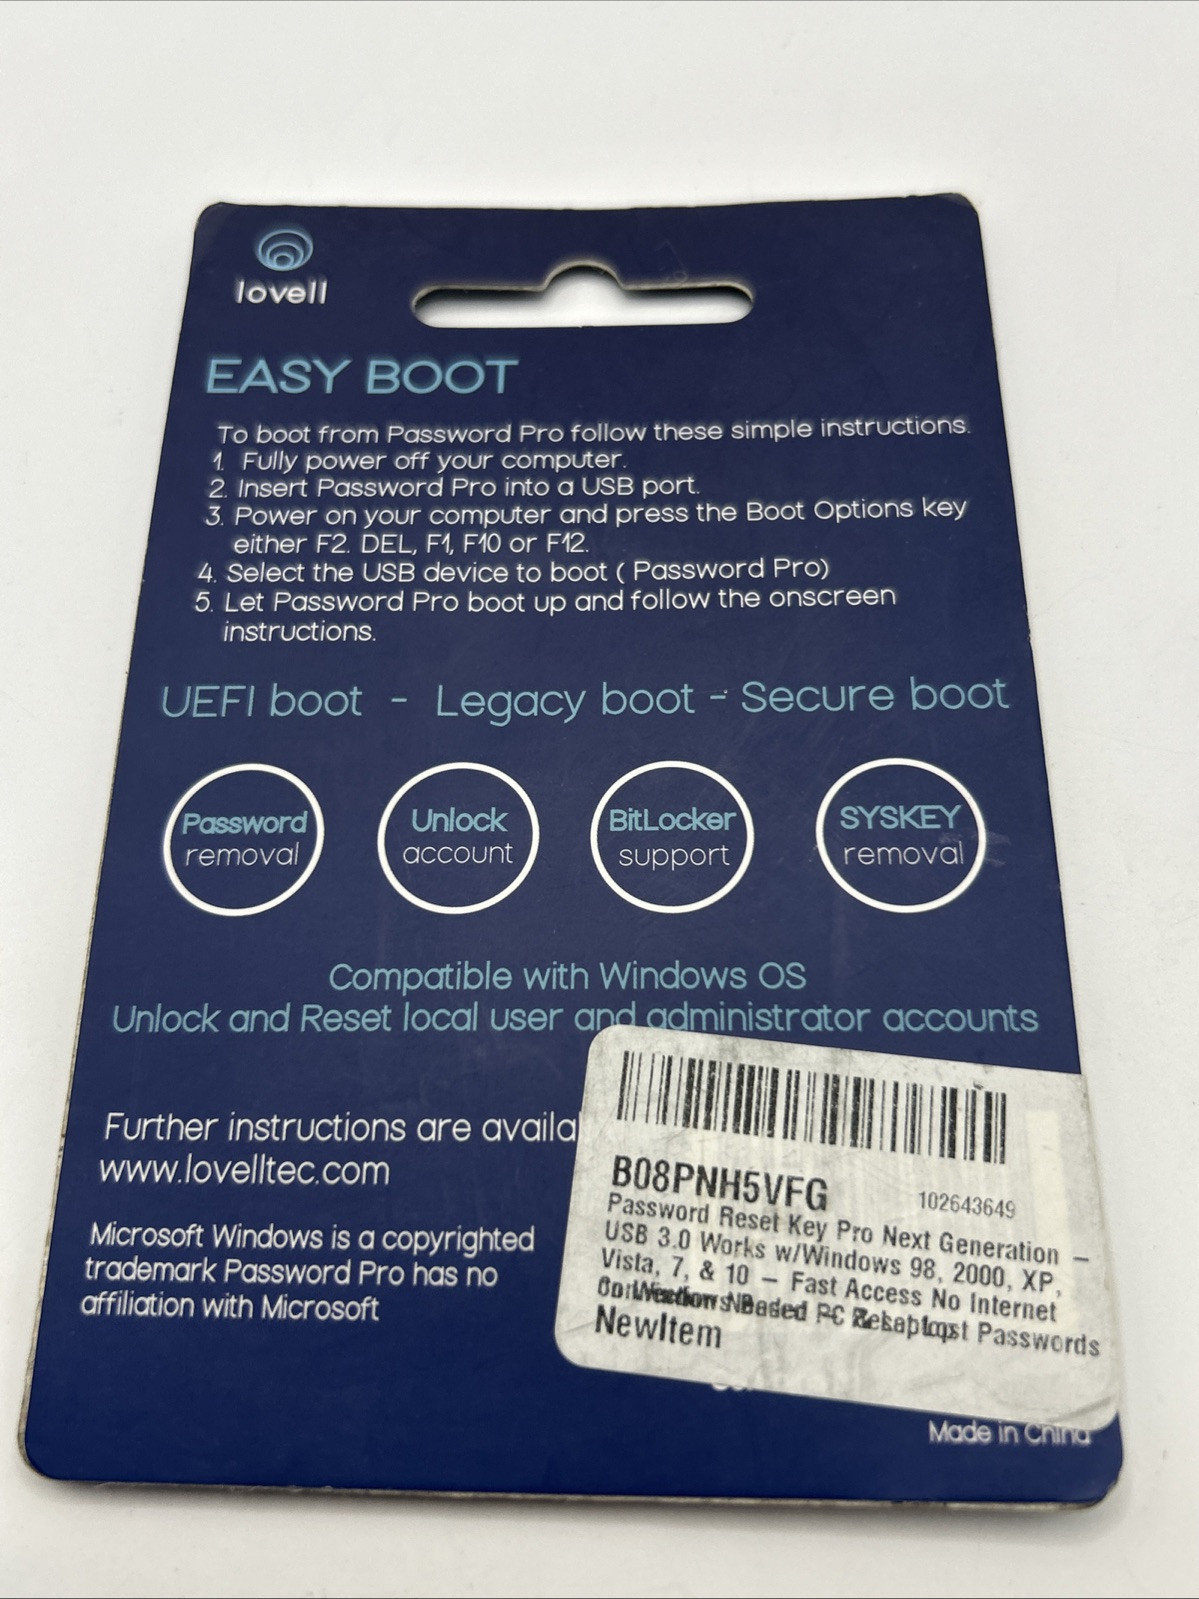 lovell
EASY BOOT
To boot from Password Pro follow these simple instructions.
1. Fully power off your computer.
2. Insert Password Pro into a USB port.
3. Power on your computer and press the Boot Options key
either F2. DEL, F1, F10 or F12.
4. Select the USB device to boot ( Password Pro)
5. Let Password Pro boot up and follow the onscreen
instructions.
UEFI boot - Legacy boot - Secure boot
Password
removal
Unlock
account
BitLocker
support
SYSKEY
removal
Compatible with Windows OS
Unlock and Reset local user and administrator accounts
Further instructions are availa
www.lovelltec.com
Microsoft Windows is a copyrighted
trademark Password Pro has no
affiliation with Microsoft
B08PNH5VFG 102643649
Password Reset Key Pro Next Generation –
USB 3.0 Works w/Windows 98, 2000, XP,
Vista, 7, & 10 – Fast Access No Internet
Passwords
NewItem
Made in China